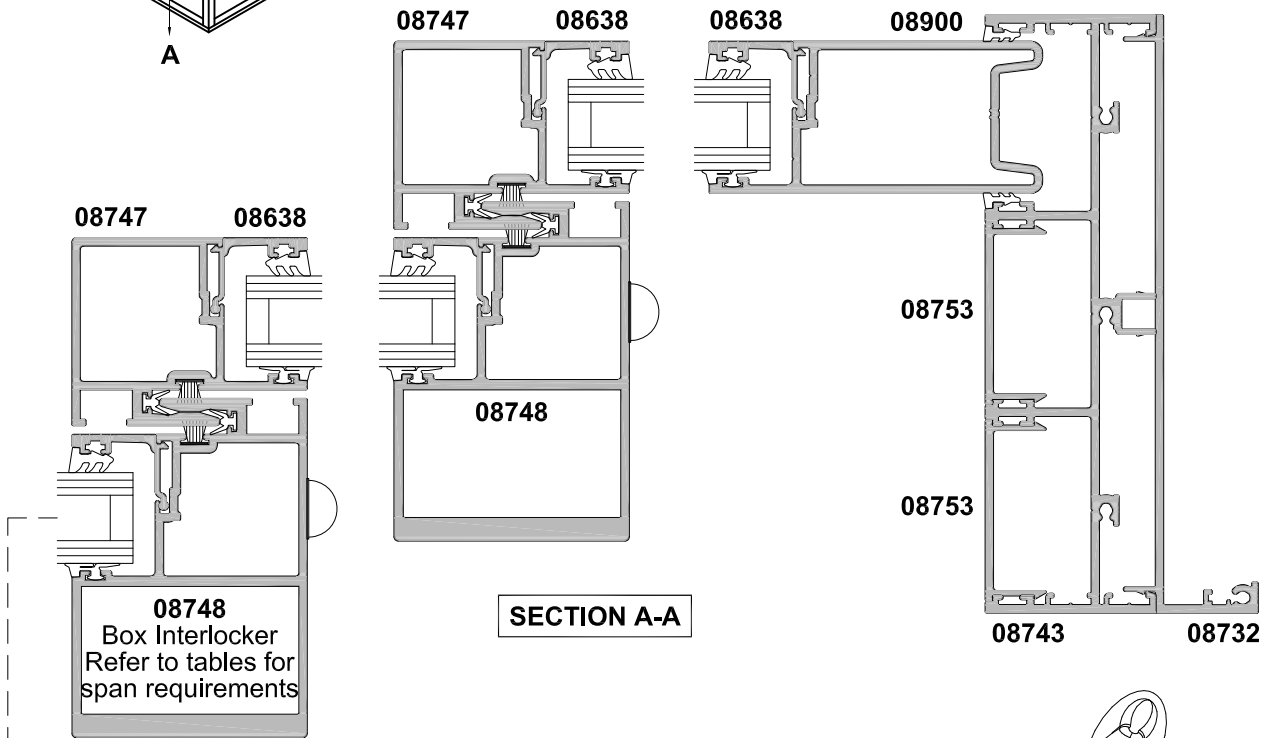 A
08747
08638
08638
08900
08747
08638
08753
08748
08753
SECTION A-A
08748
Box Interlocker
Refer to tables for
span requirements
08743
08732